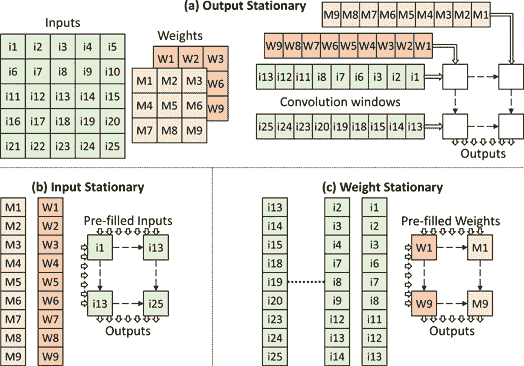 (a) Output Stationary
Inputs
i1 i2 i3 i4 i5
i6 i7 i8 i9 i10
i11 i12 i13 i14 i15
i16 i17 i18 i19 i20
i21 i22 i23 i24 i25
Weights
W1 W2 W3
W6
W9
M1 M2 M3
M4 M5 M6
M7 M8 M9
M9 M8 M7 M6 M5 M4 M3 M2 M1
W9 W8 W7 W6 W5 W4 W3 W2 W1
i13 i12 i11 i8 i7 i6 i3 i2 i1
Convolution windows
i25 i24 i23 i20 i19 i18 i15 i14 i13
Outputs
(b) Input Stationary
M1 W1
M2 W2
M3 W3
M4 W4
M5 W5
M6 W6
M7 W7
M8 W8
M9 W9
Pre-filled Inputs
i1 i13
i13 i25
Outputs
(c) Weight Stationary
i13 i2 i1
i14 i3 i2
i15 i4 i3
i18 i7 i6
i19 i8 i7
i20 i9 i8
i23 i12 i11
i24 i13 i12
i25 i14 i13
Pre-filled Weights
W1 M1
W9 M9
Outputs